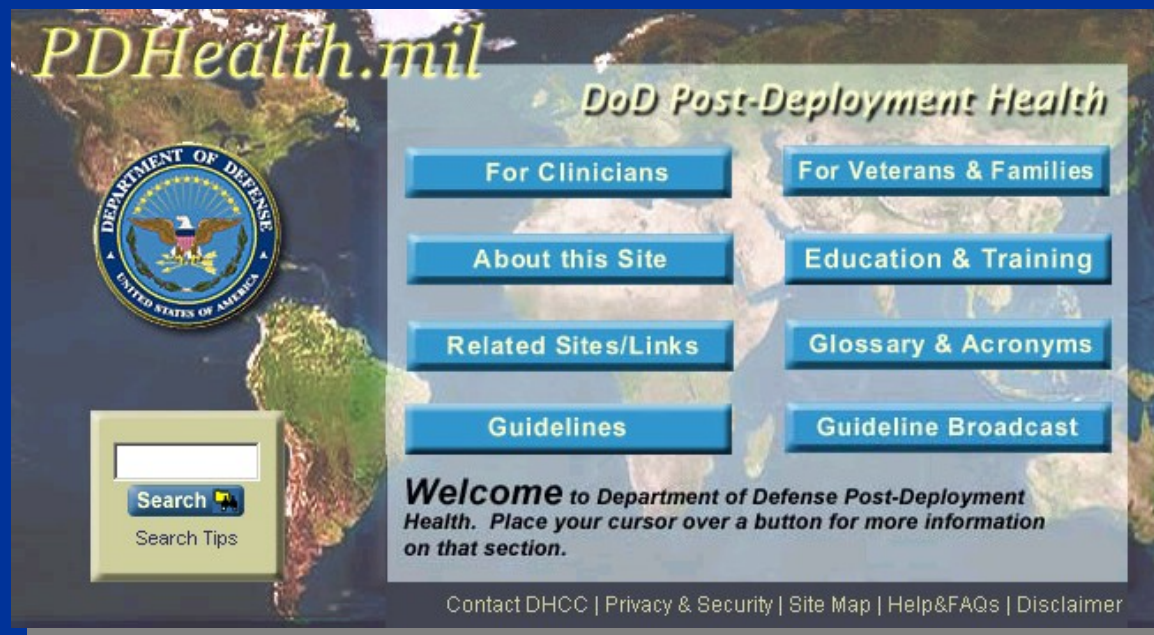 PDHealth.mil
DoD Post-Deployment Health
DEPARTMENT OF DEFENSE
UNITED STATES OF AMERICA
For Clinicians
For Veterans & Families
About this Site
Education & Training
Related Sites/Links
Glossary & Acronyms
Guidelines
Guideline Broadcast
Search
Search Tips
Welcome to Department of Defense Post-Deployment
Health. Place your cursor over a button for more information
on that section.
Contact DHCC | Privacy & Security | Site Map | Help&FAQs | Disclaimer